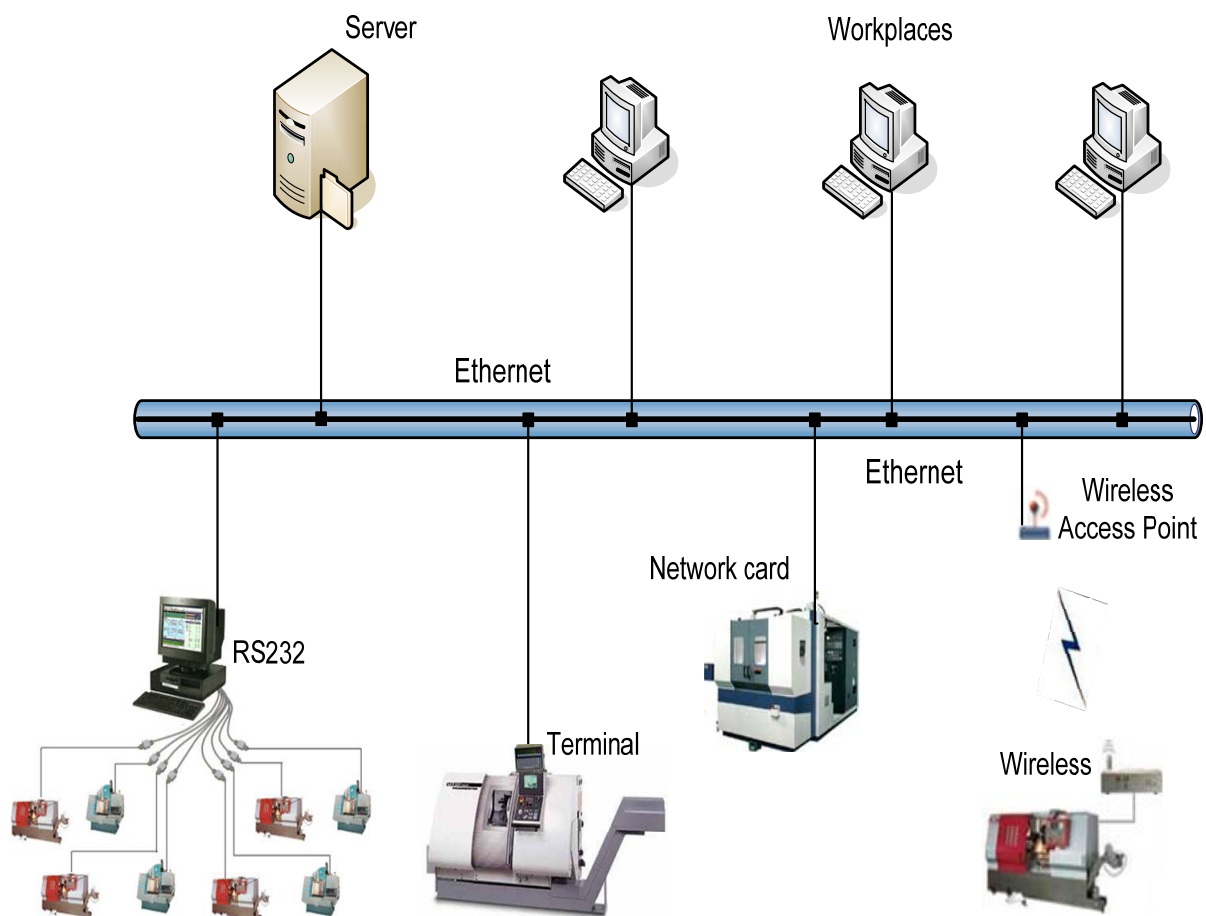 Server
Workplaces
Ethernet
Ethernet
Wireless
Access Point
Network card
RS232
Terminal
Wireless